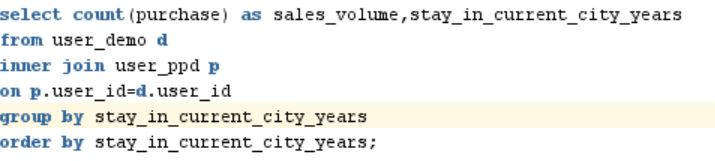 select count(purchase) as sales_volume,stay_in_current_city_years
from user_demo d
inner join user_ppd p
on p.user_id=d.user_id
group by stay_in_current_city_years
order by stay_in_current_city_years;